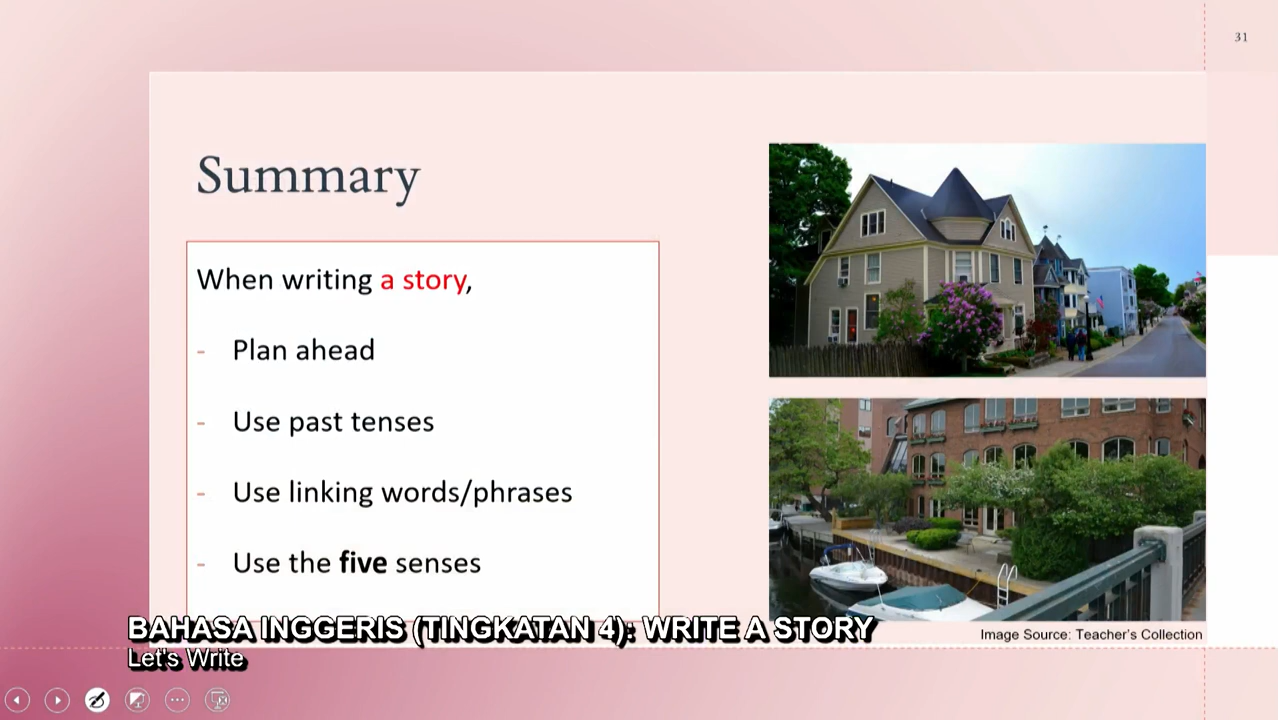 31
Summary
When writing a story,
- Plan ahead
- Use past tenses
- Use linking words/phrases
- Use the five senses
BAHASA INGGERIS (TINGKATAN 4): WRITE A STORY
Let's Write
Image Source: Teacher's Collection